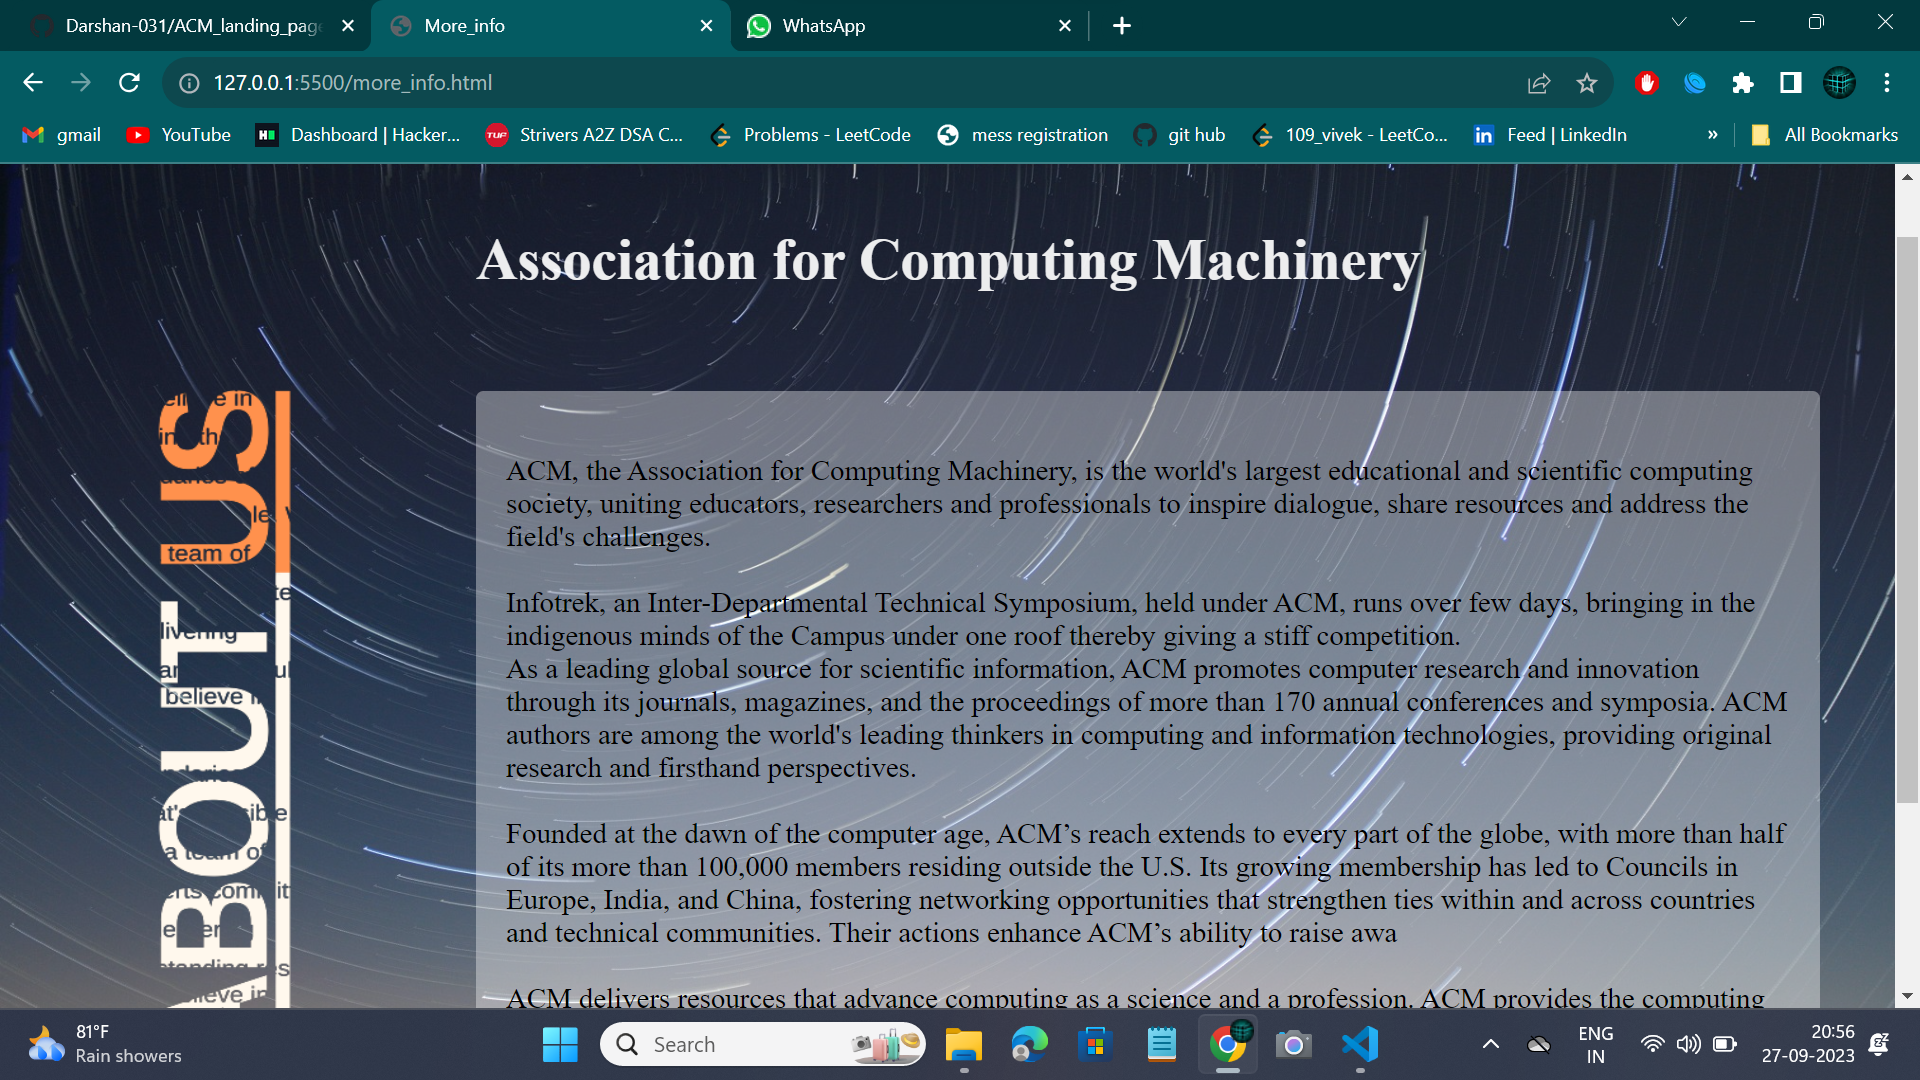 Darshan-031/ACM_landing_page
More_info
WhatsApp
127.0.0.1:5500/more_info.html
gmail
YouTube
Dashboard | Hacker...
Strivers A2Z DSA C...
Problems - LeetCode
mess registration
git hub
109_vivek - LeetCo...
Feed | LinkedIn
»
All Bookmarks
Association for Computing Machinery
ABOUT US
team of
believe
a team of
ACM, the Association for Computing Machinery, is the world's largest educational and scientific computing
society, uniting educators, researchers and professionals to inspire dialogue, share resources and address the
field's challenges.
Infotrek, an Inter-Departmental Technical Symposium, held under ACM, runs over few days, bringing in the
indigenous minds of the Campus under one roof thereby giving a stiff competition.
As a leading global source for scientific information, ACM promotes computer research and innovation
through its journals, magazines, and the proceedings of more than 170 annual conferences and symposia. ACM
authors are among the world's leading thinkers in computing and information technologies, providing original
research and firsthand perspectives.
Founded at the dawn of the computer age, ACM’s reach extends to every part of the globe, with more than half
of its more than 100,000 members residing outside the U.S. Its growing membership has led to Councils in
Europe, India, and China, fostering networking opportunities that strengthen ties within and across countries
and technical communities. Their actions enhance ACM’s ability to raise awa
ACM delivers resources that advance computing as a science and a profession. ACM provides the computing
81°F
Rain showers
Search
ENG
IN
20:56
27-09-2023